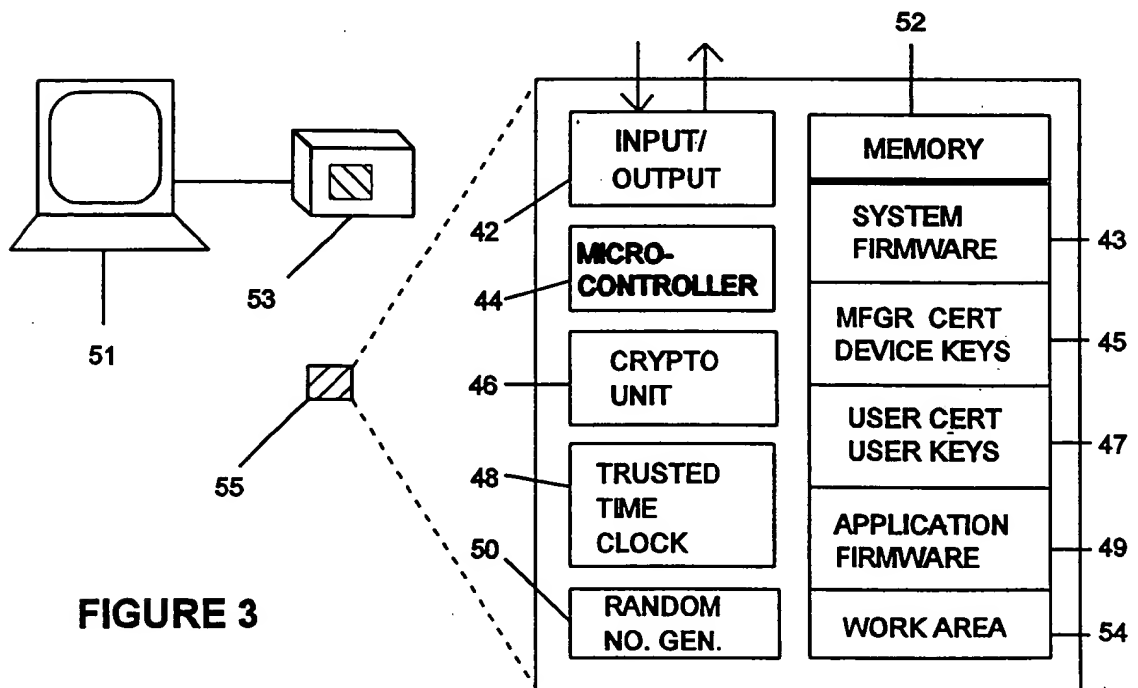 52
INPUT/
OUTPUT
MEMORY
42
SYSTEM
FIRMWARE
43
MICRO-
CONTROLLER
44
53
MFGR CERT
DEVICE KEYS
45
51
CRYPTO
UNIT
46
USER CERT
USER KEYS
47
55
48
TRUSTED
TIME
CLOCK
APPLICATION
FIRMWARE
49
50
FIGURE 3
RANDOM
NO. GEN.
WORK AREA
54